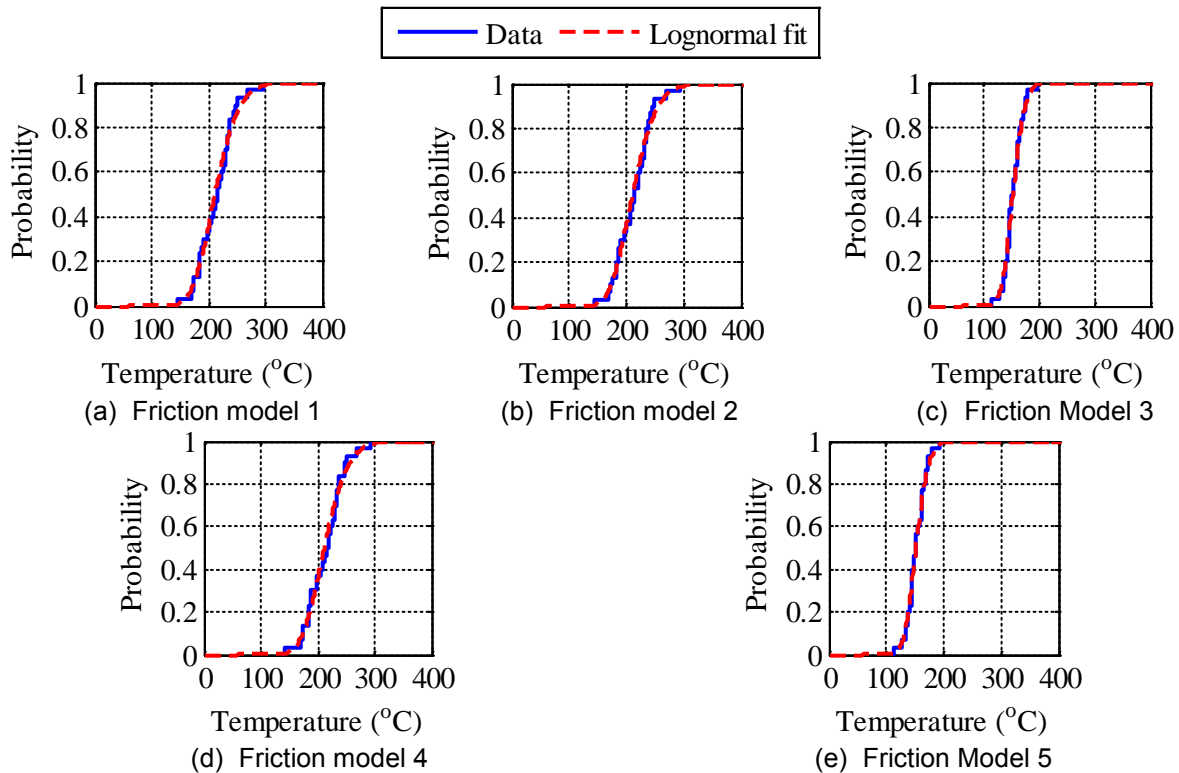 Data Lognormal fit
Probability
1
0.8
0.6
0.4
0.2
0
0 100 200 300 400
Temperature (°C)
(a) Friction model 1
Probability
1
0.8
0.6
0.4
0.2
0
0 100 200 300 400
Temperature (°C)
(b) Friction model 2
Probability
1
0.8
0.6
0.4
0.2
0
0 100 200 300 400
Temperature (°C)
(c) Friction Model 3
Probability
1
0.8
0.6
0.4
0.2
0
0 100 200 300 400
Temperature (°C)
(d) Friction model 4
Probability
1
0.8
0.6
0.4
0.2
0
0 100 200 300 400
Temperature (°C)
(e) Friction Model 5